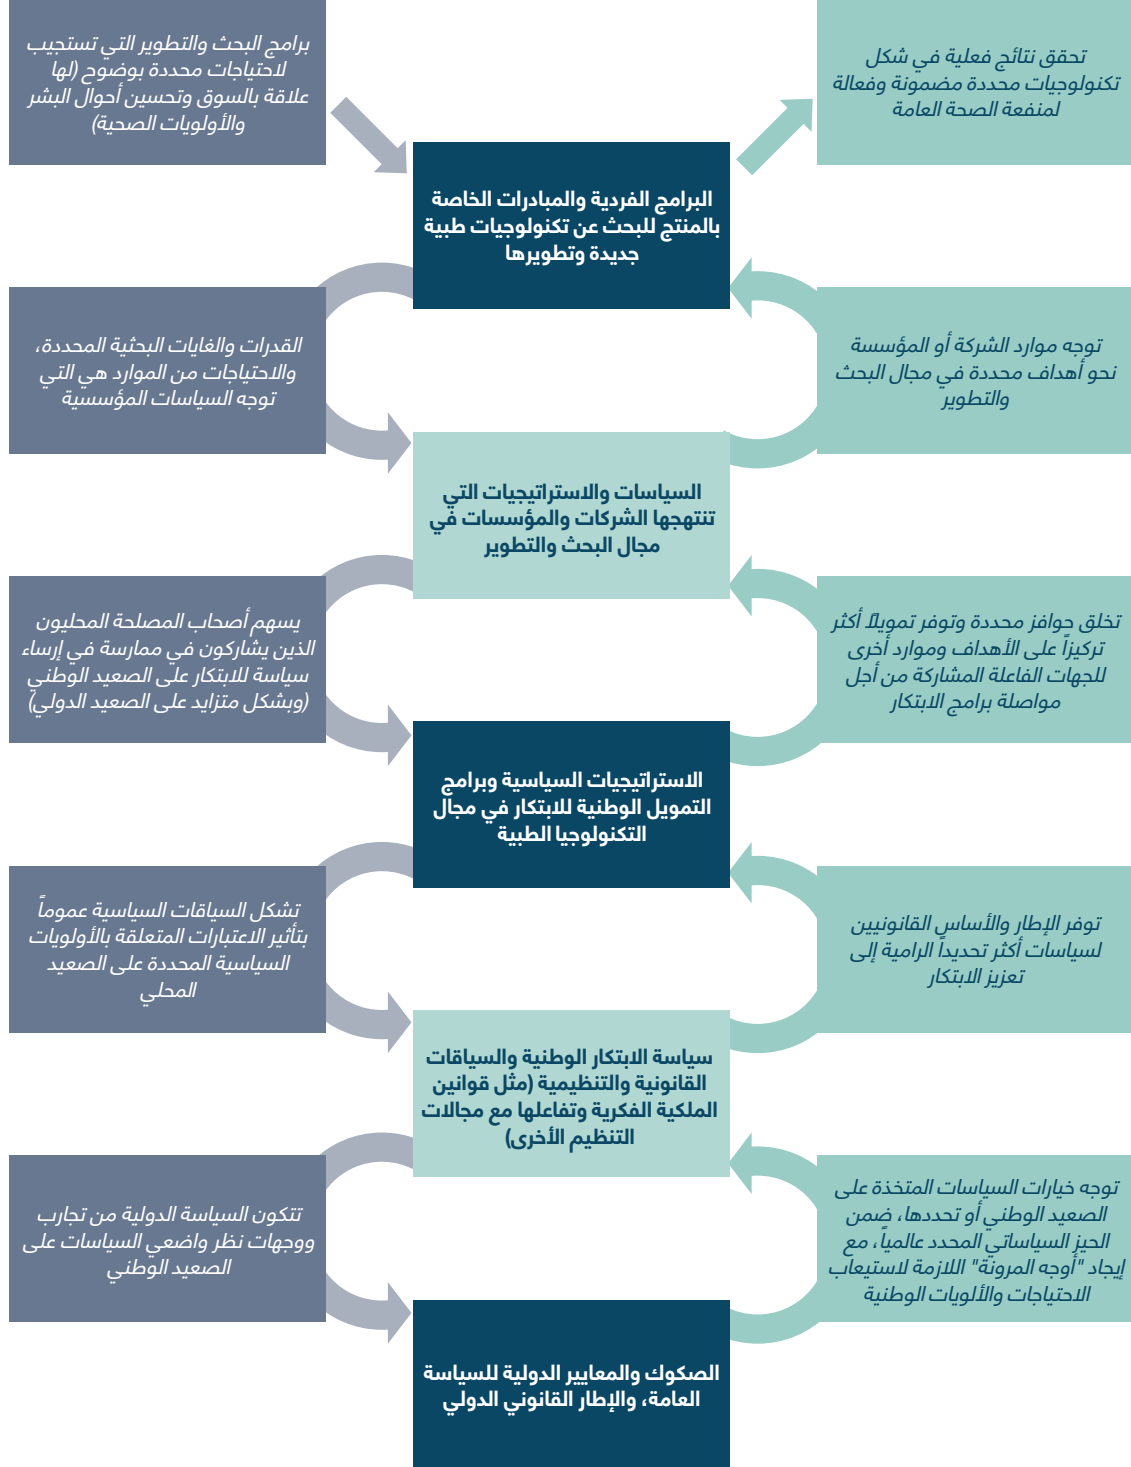 تحقق نتائج فعلية في شكل
تكنولوجيات محددة مضمونة وفعالة
لمنفعة الصحة العامة
برامج البحث والتطوير التي تستجيب
لاحتياجات محددة بوضوح (لها
علاقة بالسوق وتحسين أحوال البشر
والأولويات الصحية)
البرامج الفردية والمبادرات الخاصة
بالمنتج للبحث عن تكنولوجيات طبية
جديدة وتطويرها
توجه موارد الشركة أو المؤسسة
نحو أهداف محددة في مجال البحث
والتطوير
القدرات والغايات البحثية المحددة،
والاحتياجات من الموارد هي التي
توجه السياسات المؤسسية
السياسات والاستراتيجيات التي
تنتهجها الشركات والمؤسسات في
مجال البحث والتطوير
تخلق حوافز محددة وتوفر تمويلاً أكثر
تركيزاً على الأهداف وموارد أخرى
للجهات الفاعلة المشاركة من أجل
مواصلة برامج الابتكار
يسهم أصحاب المصلحة المحليون
الذين يشاركون في ممارسة في إرساء
سياسة للابتكار على الصعيد الوطني
(وبشكل متزايد على الصعيد الدولي)
الاستراتيجيات السياسية وبرامج
التمويل الوطنية للابتكار في مجال
التكنولوجيا الطبية
توفر الإطار والأساس القانونيين
لسياسات أكثر تحديداً الرامية إلى
تعزيز الابتكار
تشكل السياقات السياسية عموماً
بتأثير الاعتبارات المتعلقة بالأولويات
السياسية المحددة على الصعيد
المحلي
سياسة الابتكار الوطنية والسياقات
القانونية والتنظيمية (مثل قوانين
الملكية الفكرية وتفاعلها مع مجالات
التنظيم الأخرى)
توجه خيارات السياسات المتخذة على
الصعيد الوطني أو تحددها، ضمن
الحيز السياساتي المحدد عالمياً، مع
إيجاد "أوجه المرونة" اللازمة لاستيعاب
الاحتياجات والألويات الوطنية
تتكون السياسة الدولية من تجارب
ووجهات نظر واضعي السياسات على
الصعيد الوطني
الصكوك والمعايير الدولية للسياسة
العامة، والإطار القانوني الدولي